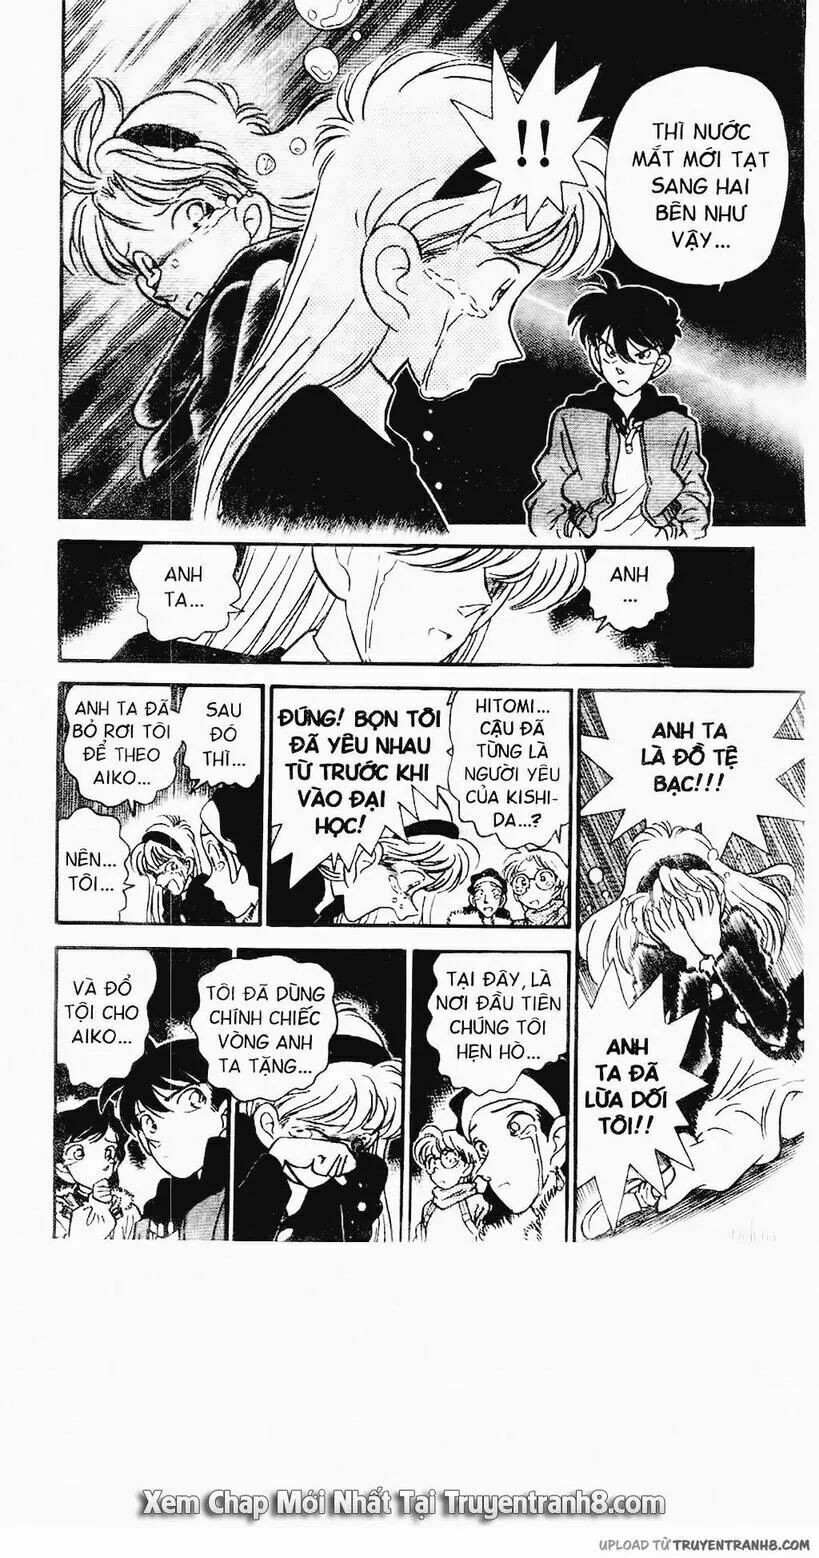 THÌ NƯỚC
MẮT MỚI TẠT
SANG HAI
BÊN NHƯ
VẬY...
!!
ANH
...
ANH
TA...
ANH TA
LÀ ĐỒ TỆ
BẠC!!!
ANH
TA ĐÃ
LỪA DỐI
TÔI!!
HITOMI...
CẬU ĐÃ
TỪNG LÀ
NGƯỜI YÊU
CỦA KISHI-
DA...?
ĐÚNG! BỌN TÔI
ĐÃ YÊU NHAU
TỪ TRƯỚC KHI
VÀO ĐẠI
HỌC!
SAU
ĐÓ
THÌ...
ANH TA ĐÃ
BỎ RƠI TÔI
ĐỂ THEO
AIKO...
NÊN...
TÔI...
TẠI ĐÂY, LÀ
NƠI ĐẦU TIÊN
CHÚNG TÔI
HẸN HÒ...
TÔI ĐÃ DÙNG
CHÍNH CHIẾC
VÒNG ANH
TA TẶNG...
VÀ ĐỔ
TỘI CHO
AIKO...
Xem Chap Mới Nhất Tại Truyentranh8.com
UPLOAD TỪ TRUYENTRANH8.COM